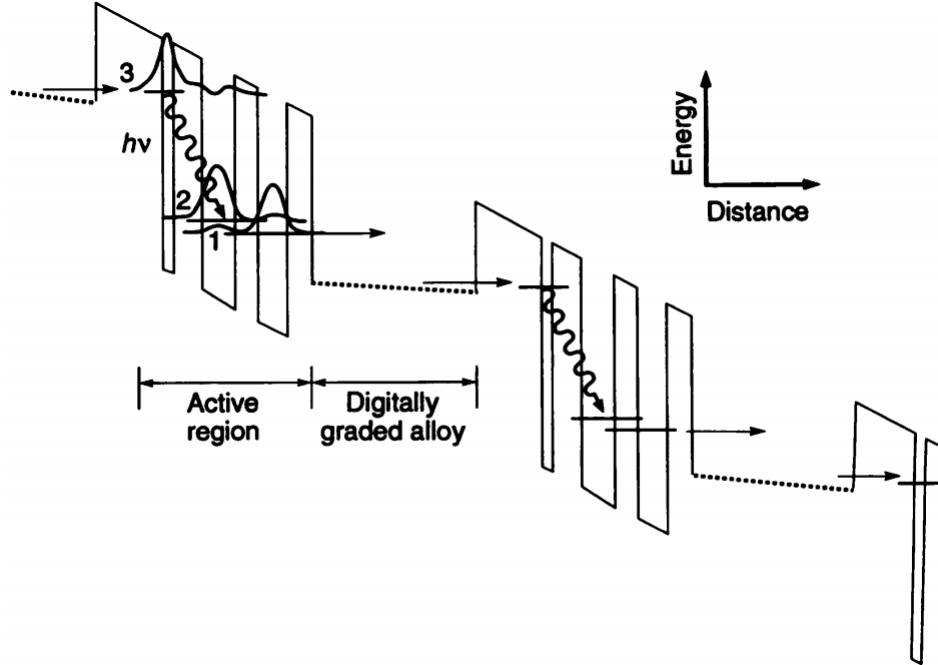 3
hν
2
1
Energy
Distance
Active
region
Digitally
graded alloy